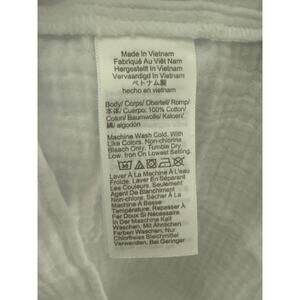 Made In Vietnam
Fabriqué Au Viêt Nam
Hergestellt In Vietnam
Vervaardigd In Vietnam
ベトナム製
hecho en vietnam
Body/ Corps/ Oberteil/ Romp/
本体/ Cuerpo: 100% Cotton/
Coton/ Baumwolle/ Katoen/
綿/ algodón
Machine Wash Cold, With
Like Colors. Non-chlorine
Bleach Only. Tumble Dry
Low. Iron On Lowest Setting.
Laver À La Machine À Eau
Froide, Laver En Séparant
Les Couleurs, Seulement
Agent De Blanchiment
Non-chloré. Sécher À La
Machine À Basse
Température. Repasser À
Fer Doux Si Nécessaire.
In Der Maschine Kalt
Waschen, Mit Ähnlichen
Farben Waschen, Nur
Chlorfreies Bleichmittel
Verwenden, Bei Geringer